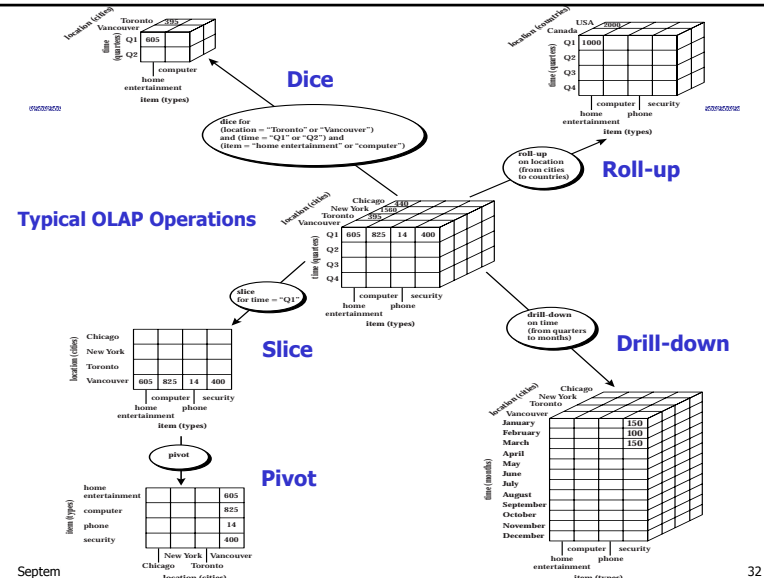 location (cities)
Toronto 395
Vancouver
Q1 605
Q2
time
(quarters)
computer
home
entertainment
item (types)
Dice
dice for
(location = “Toronto” or “Vancouver”)
and (time = “Q1” or “Q2”) and
(item = “home entertainment” or “computer”)
location (countries)
USA 2000
Canada
Q1 1000
Q2
Q3
Q4
time (quarters)
computer security
home phone
entertainment
item (types)
roll-up
on location
(from cities
to countries)
Roll-up
Typical OLAP Operations
location (cities)
Chicago 440
New York 1560
Toronto 395
Vancouver
Q1 605 825 14 400
Q2
Q3
Q4
time (quarters)
computer security
home phone
entertainment
item (types)
slice
for time = “Q1”
Slice
Chicago
New York
Toronto
Vancouver 605 825 14 400
location (cities)
computer security
home phone
entertainment
item (types)
drill-down
on time
(from quarters
to months)
Drill-down
location (cities)
Chicago
New York
Toronto
Vancouver
January 150
February 100
March 150
April
May
June
July
August
September
October
November
December
time (months)
computer security
home phone
entertainment
item (types)
pivot
Pivot
home
entertainment 605
computer 825
phone 14
security 400
item (types)
New York Vancouver
Chicago Toronto
location (cities)
Septem
32